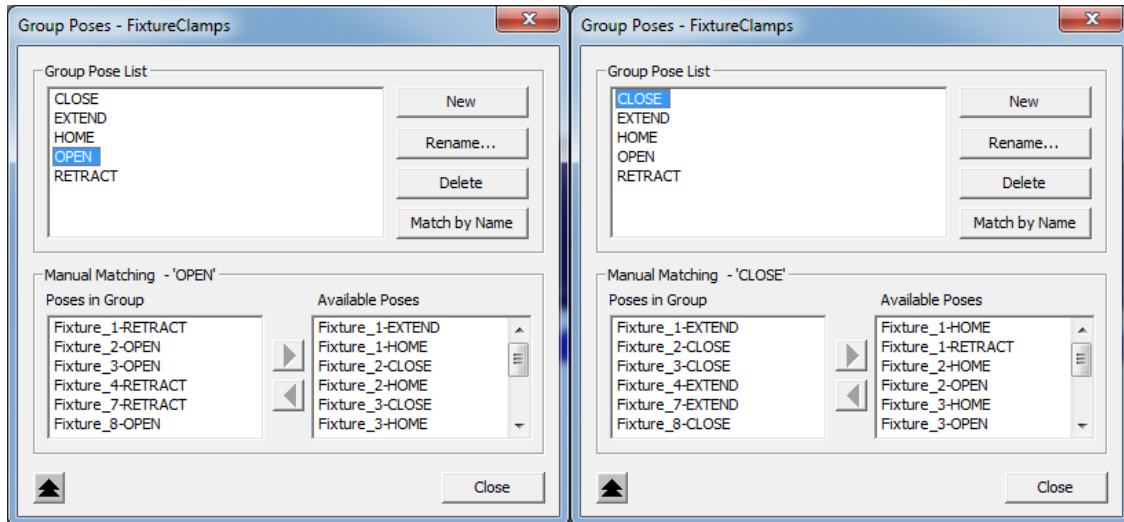 Group Poses - FixtureClamps
Group Pose List
CLOSE
EXTEND
HOME
OPEN
RETRACT
New
Rename...
Delete
Match by Name
Manual Matching - 'OPEN'
Poses in Group
Fixture_1-RETRACT
Fixture_2-OPEN
Fixture_3-OPEN
Fixture_4-RETRACT
Fixture_7-RETRACT
Fixture_8-OPEN
Available Poses
Fixture_1-EXTEND
Fixture_1-HOME
Fixture_2-CLOSE
Fixture_2-HOME
Fixture_3-CLOSE
Fixture_3-HOME
Close
Group Poses - FixtureClamps
Group Pose List
CLOSE
EXTEND
HOME
OPEN
RETRACT
New
Rename...
Delete
Match by Name
Manual Matching - 'CLOSE'
Poses in Group
Fixture_1-EXTEND
Fixture_2-CLOSE
Fixture_3-CLOSE
Fixture_4-EXTEND
Fixture_7-EXTEND
Fixture_8-CLOSE
Available Poses
Fixture_1-HOME
Fixture_1-RETRACT
Fixture_2-HOME
Fixture_2-OPEN
Fixture_3-HOME
Fixture_3-OPEN
Close